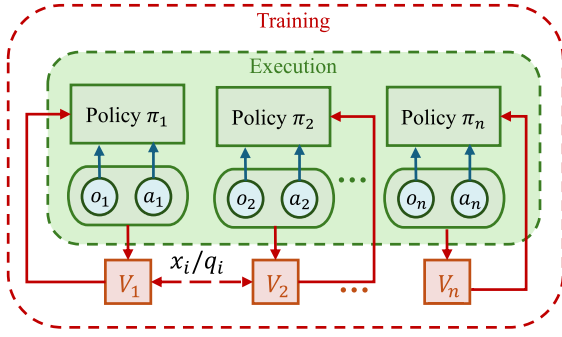 Training
Execution
Policy π₁
Policy π₂
Policy πₙ
o₁ a₁
o₂ a₂
oₙ aₙ
xᵢ/qᵢ
V₁
V₂
Vₙ